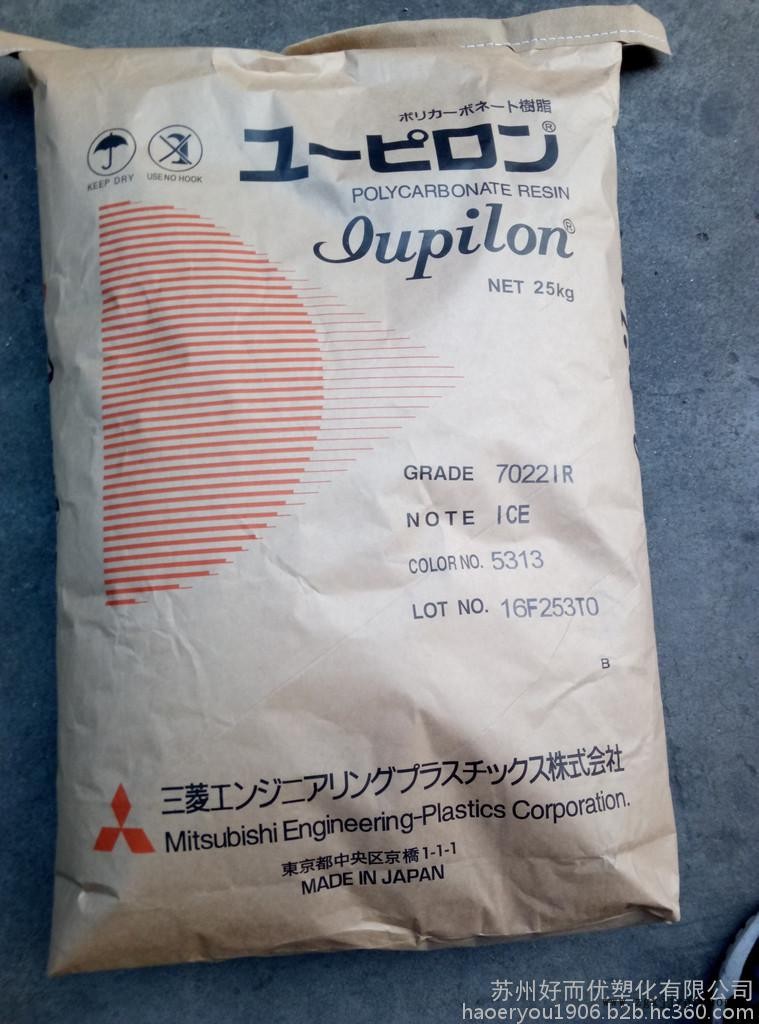 ポリカーボネート樹脂
ユーピロン®
KEEP DRY
USE NO HOOK
POLYCARBONATE RESIN
Iupilon®
NET 25kg
GRADE 7022IR
NOTE ICE
COLOR NO. 5313
LOT NO. 16F253T0
B
三菱エンジニアリングプラスチックス株式会社
Mitsubishi Engineering-Plastics Corporation.
東京都中央区京橋1-1-1
MADE IN JAPAN
苏州好而优塑化有限公司
haoeryou1906.b2b.hc360.com